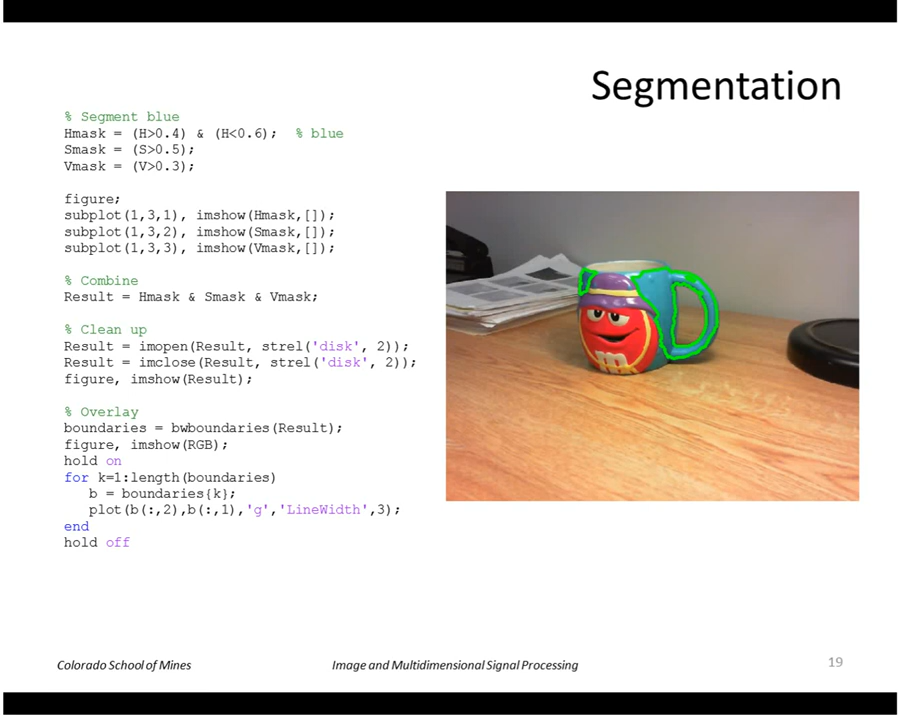 Segmentation
% Segment blue
Hmask = (H>0.4) & (H<0.6);  % blue
Smask = (S>0.5);
Vmask = (V>0.3);
figure;
subplot(1,3,1), imshow(Hmask,[]);
subplot(1,3,2), imshow(Smask,[]);
subplot(1,3,3), imshow(Vmask,[]);
% Combine
Result = Hmask & Smask & Vmask;
% Clean up
Result = imopen(Result, strel('disk', 2));
Result = imclose(Result, strel('disk', 2));
figure, imshow(Result);
% Overlay
boundaries = bwboundaries(Result);
figure, imshow(RGB);
hold on
for k=1:length(boundaries)
   b = boundaries{k};
   plot(b(:,2),b(:,1),'g','LineWidth',3);
end
hold off
m
Colorado School of Mines
Image and Multidimensional Signal Processing
19